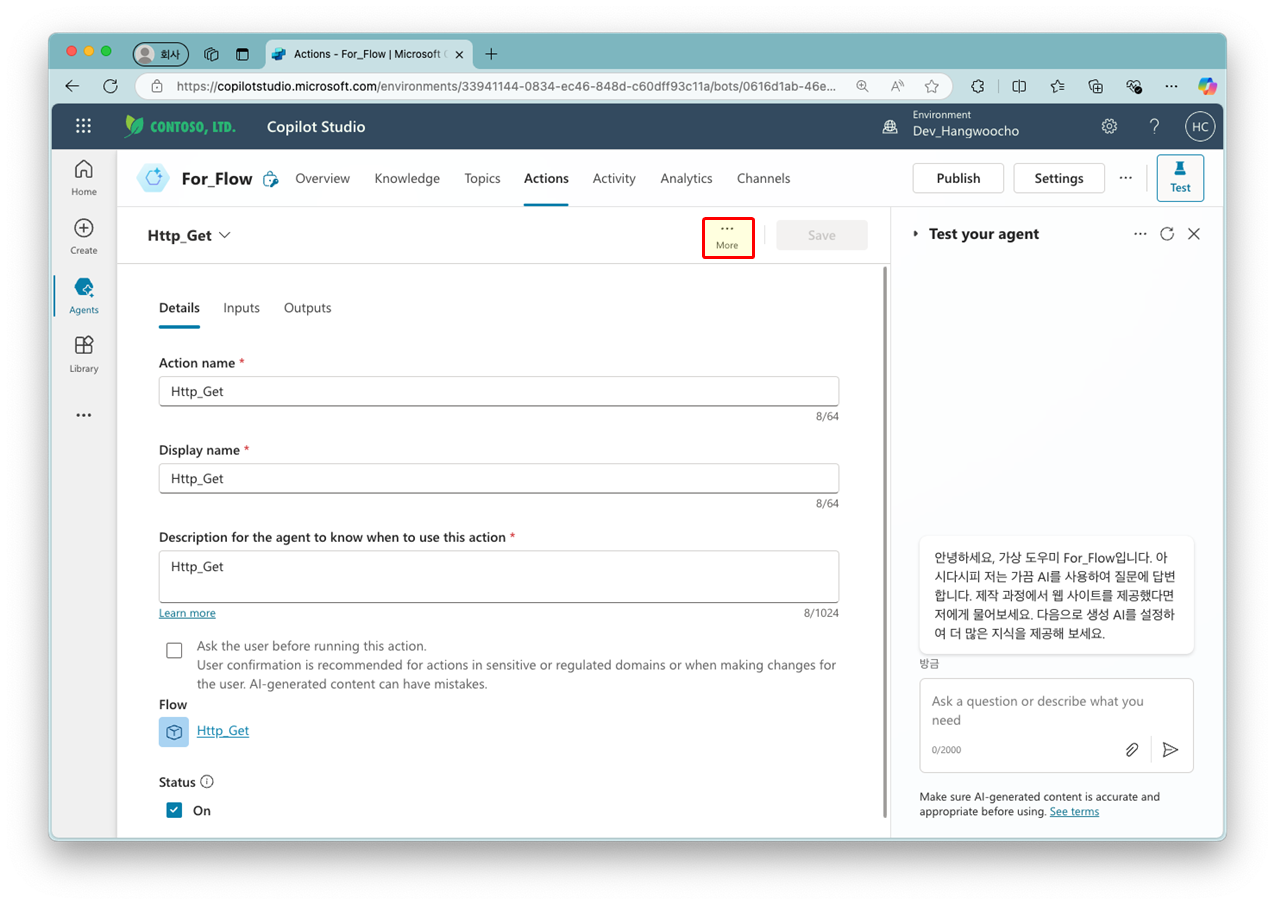 회사
Actions - For_Flow | Microsoft C
https://copilotstudio.microsoft.com/environments/33941144-0834-ec46-848d-c60dff93c11a/bots/0616d1ab-46e...
CONTOSO, LTD.
Copilot Studio
Environment
Dev_Hangwoocho
?
HC
Home
Create
Agents
Library
For_Flow
Overview
Knowledge
Topics
Actions
Activity
Analytics
Channels
Publish
Settings
Test
Http_Get
More
Save
Details
Inputs
Outputs
Action name *
Http_Get
8/64
Display name *
Http_Get
8/64
Description for the agent to know when to use this action *
Http_Get
Learn more
8/1024
Ask the user before running this action.
User confirmation is recommended for actions in sensitive or regulated domains or when making changes for
the user. AI-generated content can have mistakes.
Flow
Http_Get
Status
On
Test your agent
안녕하세요, 가상 도우미 For_Flow입니다. 아
시다시피 저는 가끔 AI를 사용하여 질문에 답변
합니다. 제작 과정에서 웹 사이트를 제공했다면
저에게 물어보세요. 다음으로 생성 AI를 설정하
여 더 많은 지식을 제공해 보세요.
방금
Ask a question or describe what you
need
0/2000
Make sure AI-generated content is accurate and
appropriate before using. See terms